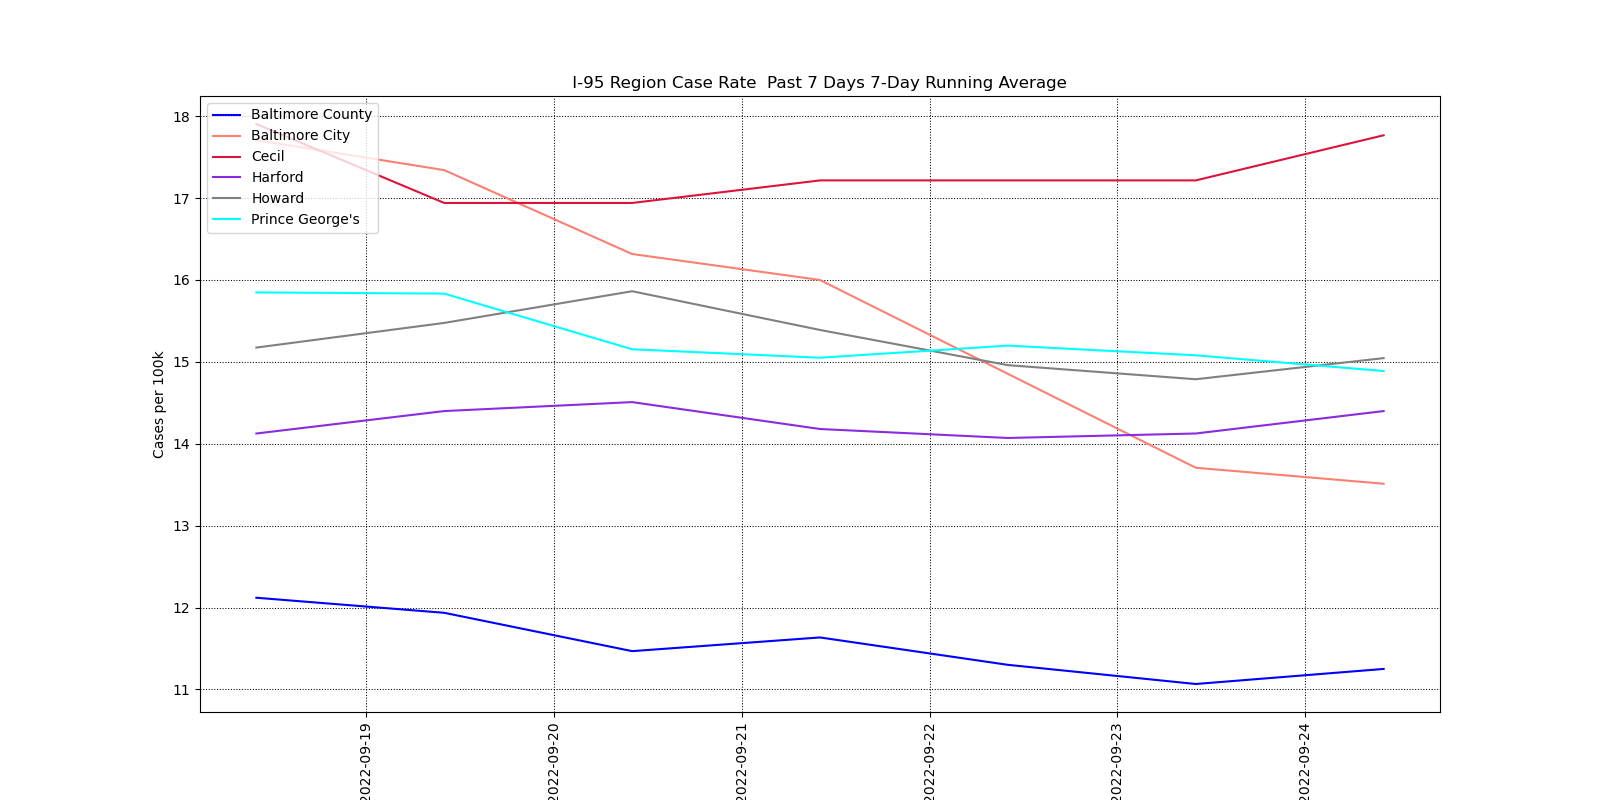 I-95 Region Case Rate  Past 7 Days 7-Day Running Average
Baltimore County
Baltimore City
Cecil
Harford
Howard
Prince George's
Cases per 100k
18
17
16
15
14
13
12
11
2022-09-19
2022-09-20
2022-09-21
2022-09-22
2022-09-23
2022-09-24